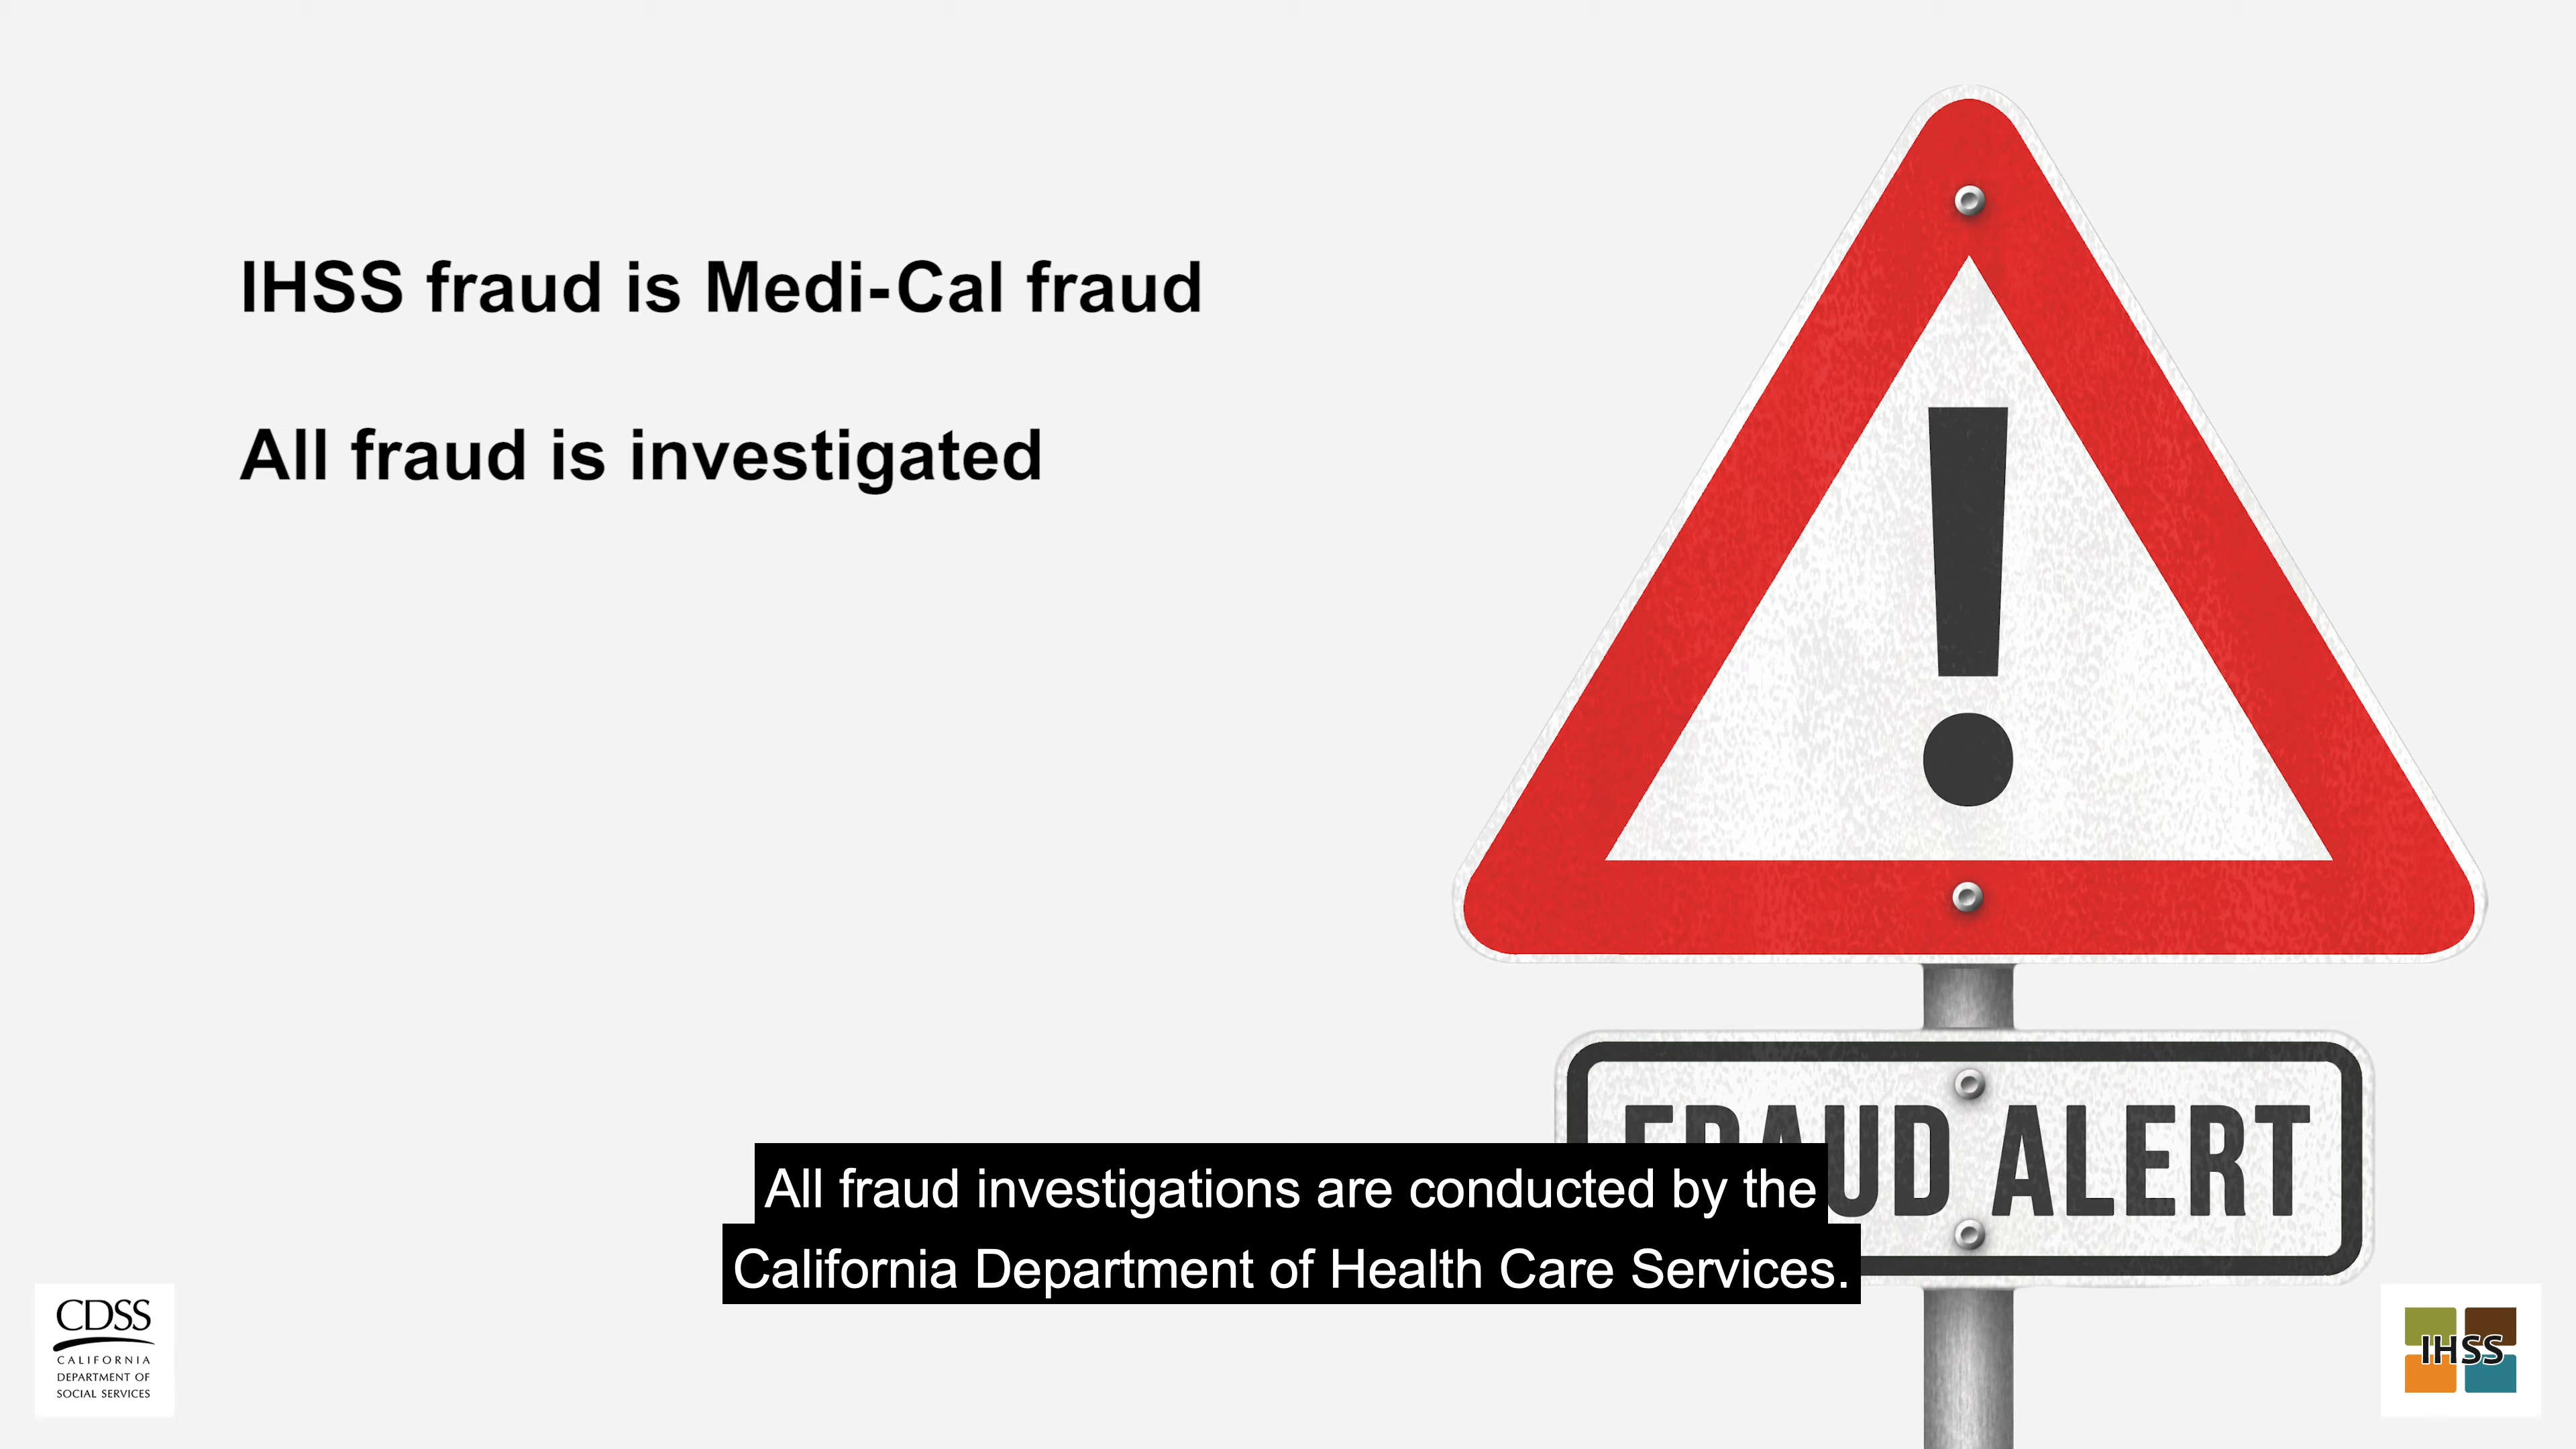 IHSS fraud is Medi-Cal fraud
All fraud is investigated
UD ALERT
All fraud investigations are conducted by the
California Department of Health Care Services.
CDSS
CALIFORNIA
DEPARTMENT OF
SOCIAL SERVICES
IHSS